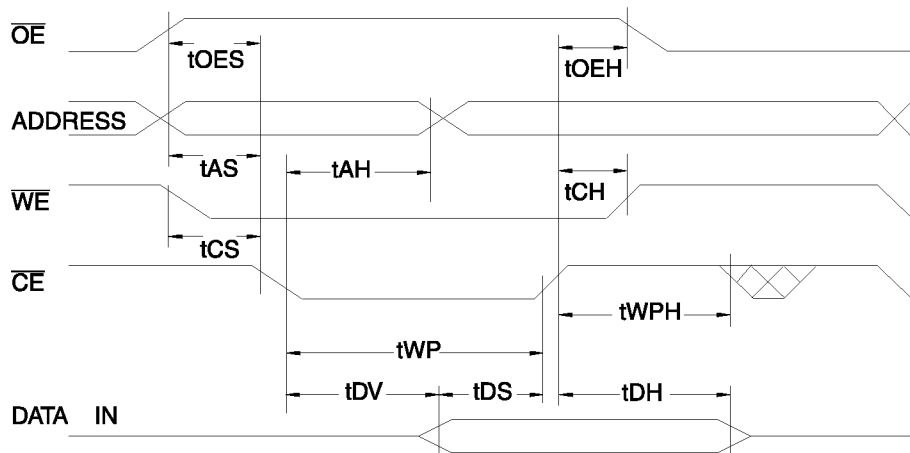 OE
tOES
tOEH
ADDRESS
tAS
tAH
tCH
WE
tCS
CE
tWPH
tWP
tDV
tDS
tDH
DATA IN